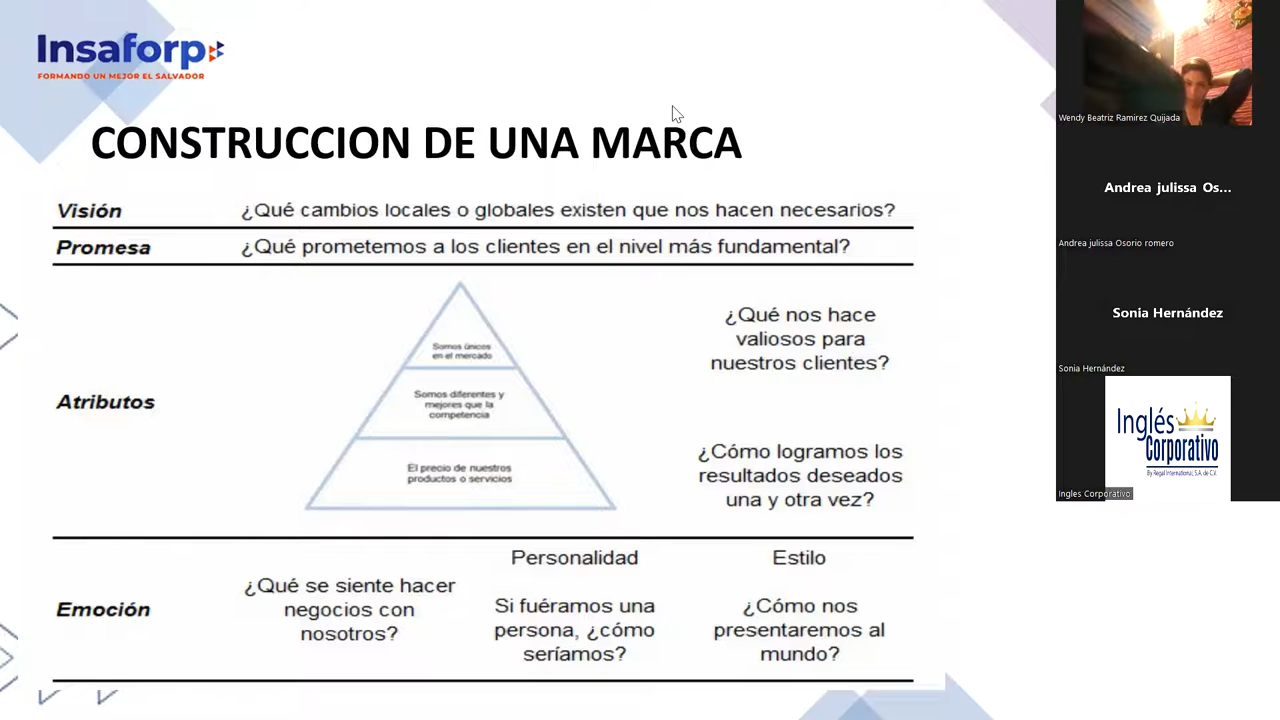 Insaforp
FORMANDO UN MEJOR EL SALVADOR
CONSTRUCCION DE UNA MARCA
Visión ¿Qué cambios locales o globales existen que nos hacen necesarios?
Promesa ¿Qué prometemos a los clientes en el nivel más fundamental?
Atributos
Somos únicos
en el mercado
Somos diferentes y
mejores que la
competencia
El precio de nuestros
productos o servicios
¿Qué nos hace
valiosos para
nuestros clientes?
¿Cómo logramos los
resultados deseados
una y otra vez?
Emoción
¿Qué se siente hacer
negocios con
nosotros?
Personalidad
Si fuéramos una
persona, ¿cómo
seríamos?
Estilo
¿Cómo nos
presentaremos al
mundo?
Wendy Beatriz Ramirez Quijada
Andrea julissa Os...
Andrea julissa Osorio romero
Sonia Hernández
Sonia Hernández
Inglés
Corporativo
By Regal International, S.A. de C.V.
Ingles Corporativo